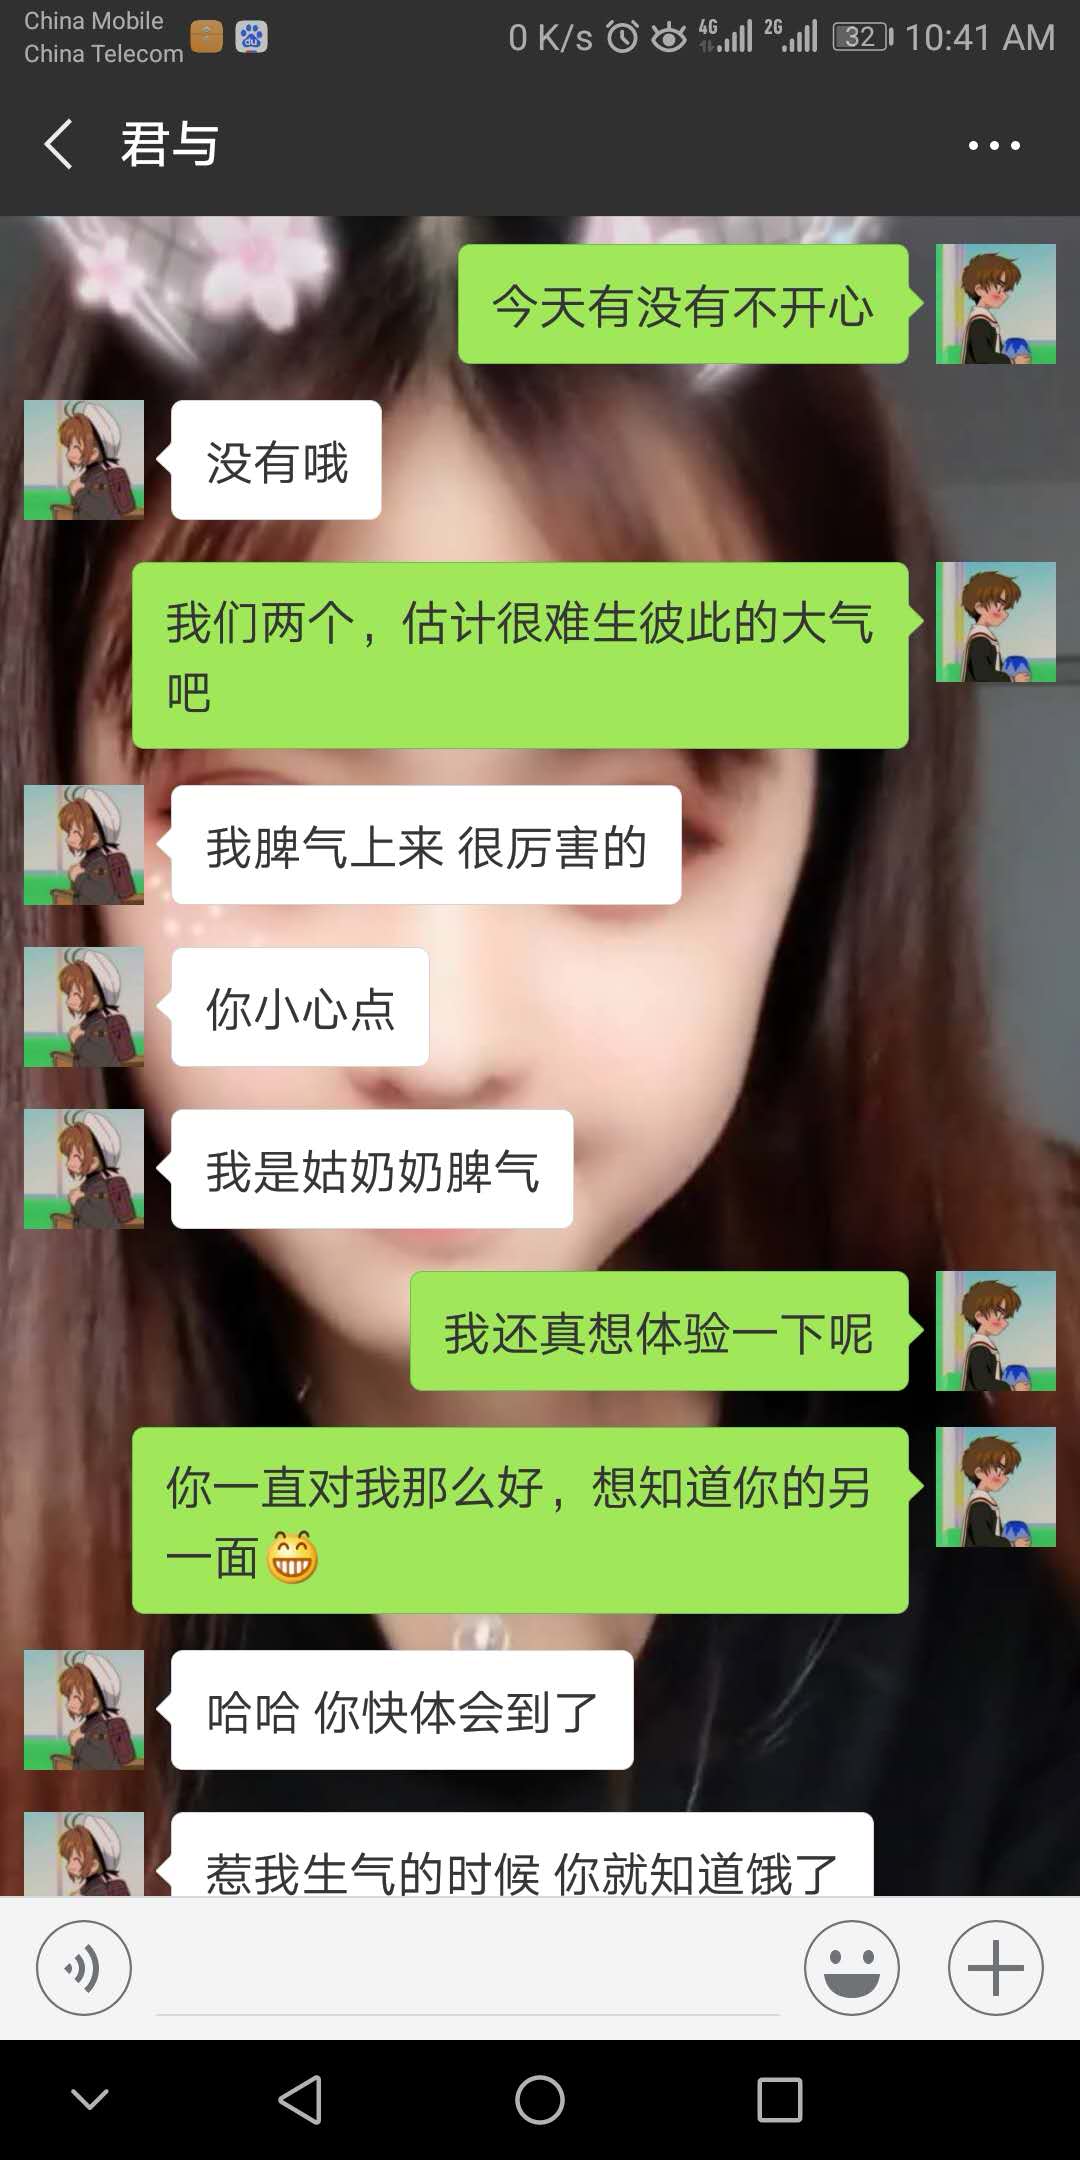 China Mobile
China Telecom
du
0 K/s
4G
2G
32
10:41 AM
君与
今天有没有不开心
没有哦
我们两个，估计很难生彼此的大气
吧
我脾气上来 很厉害的
你小心点
我是姑奶奶脾气
我还真想体验一下呢
你一直对我那么好，想知道你的另
一面😁
哈哈 你快体会到了
惹我生气的时候 你就知道饿了